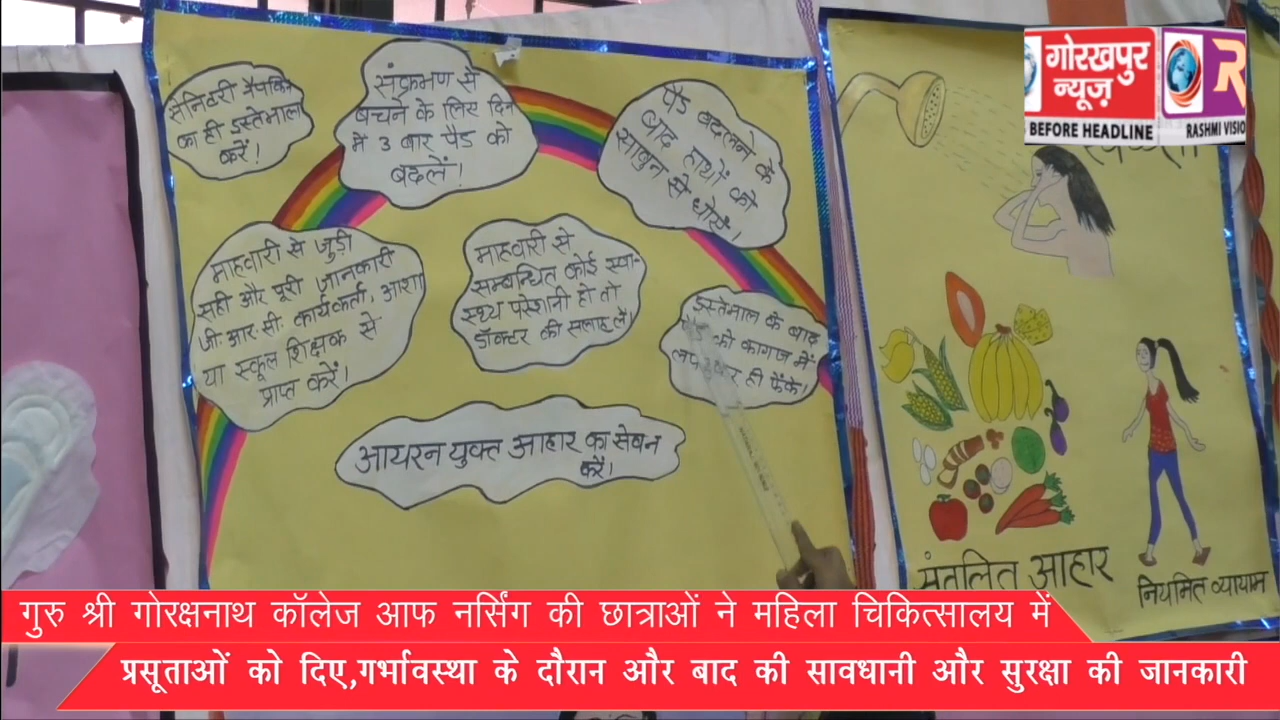 सैनिटरी नैपकिन
का ही इस्तेमाल
करें!
संक्रमण से
बचने के लिए दिन
में 3 बार पैड को
बदलें!
पैड बदलने के
बाद हाथों को
साबुन से धोयें!
माहवारी से जुड़ी
सही और पूरी जानकारी
जी.आर.सी. कार्यकर्ता, आशा
या स्कूल शिक्षक से
प्राप्त करें!
माहवारी से
सम्बन्धित कोई स्वा-
स्थ्य परेशानी हो तो
डॉक्टर की सलाह लें!
इस्तेमाल के बाद
को कागज में
ही फेंके!
आयरन युक्त आहार का सेवन
करें!
गोरखपुर
न्यूज़
BEFORE HEADLINE
R
RASHMI VISIO
संतुलित आहार
नियमित व्यायाम
गुरु श्री गोरक्षनाथ कॉलेज आफ नर्सिंग की छात्राओं ने महिला चिकित्सालय में
प्रसूताओं को दिए,गर्भावस्था के दौरान और बाद की सावधानी और सुरक्षा की जानकारी